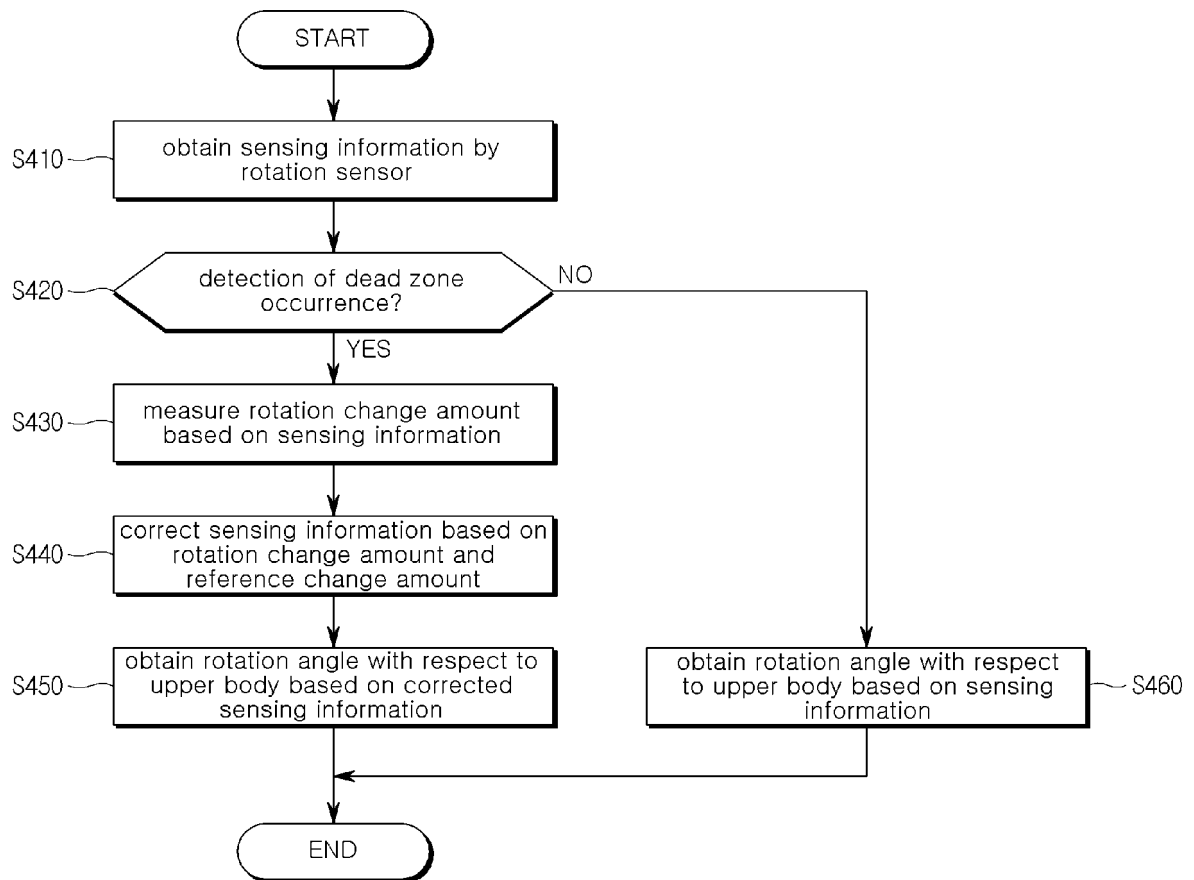 START
S410
obtain sensing information by
rotation sensor
S420
detection of dead zone
occurrence?
NO
YES
S430
measure rotation change amount
based on sensing information
S440
correct sensing information based on
rotation change amount and
reference change amount
S450
obtain rotation angle with respect to
upper body based on corrected
sensing information
obtain rotation angle with respect
to upper body based on sensing
information
S460
END